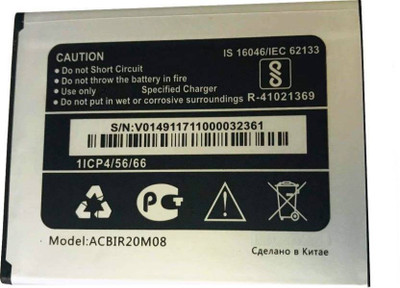 CAUTION
IS 16046/IEC 62133
● Do not Short Circuit
● Do not throw the battery in fire
● Use only Specified Charger
● Do not put in wet or corrosive surroundings
R-41021369
S/N:V014911711000032361
1ICP4/56/66
РСТ
Model:ACBIR20M08
Сделано в Китае